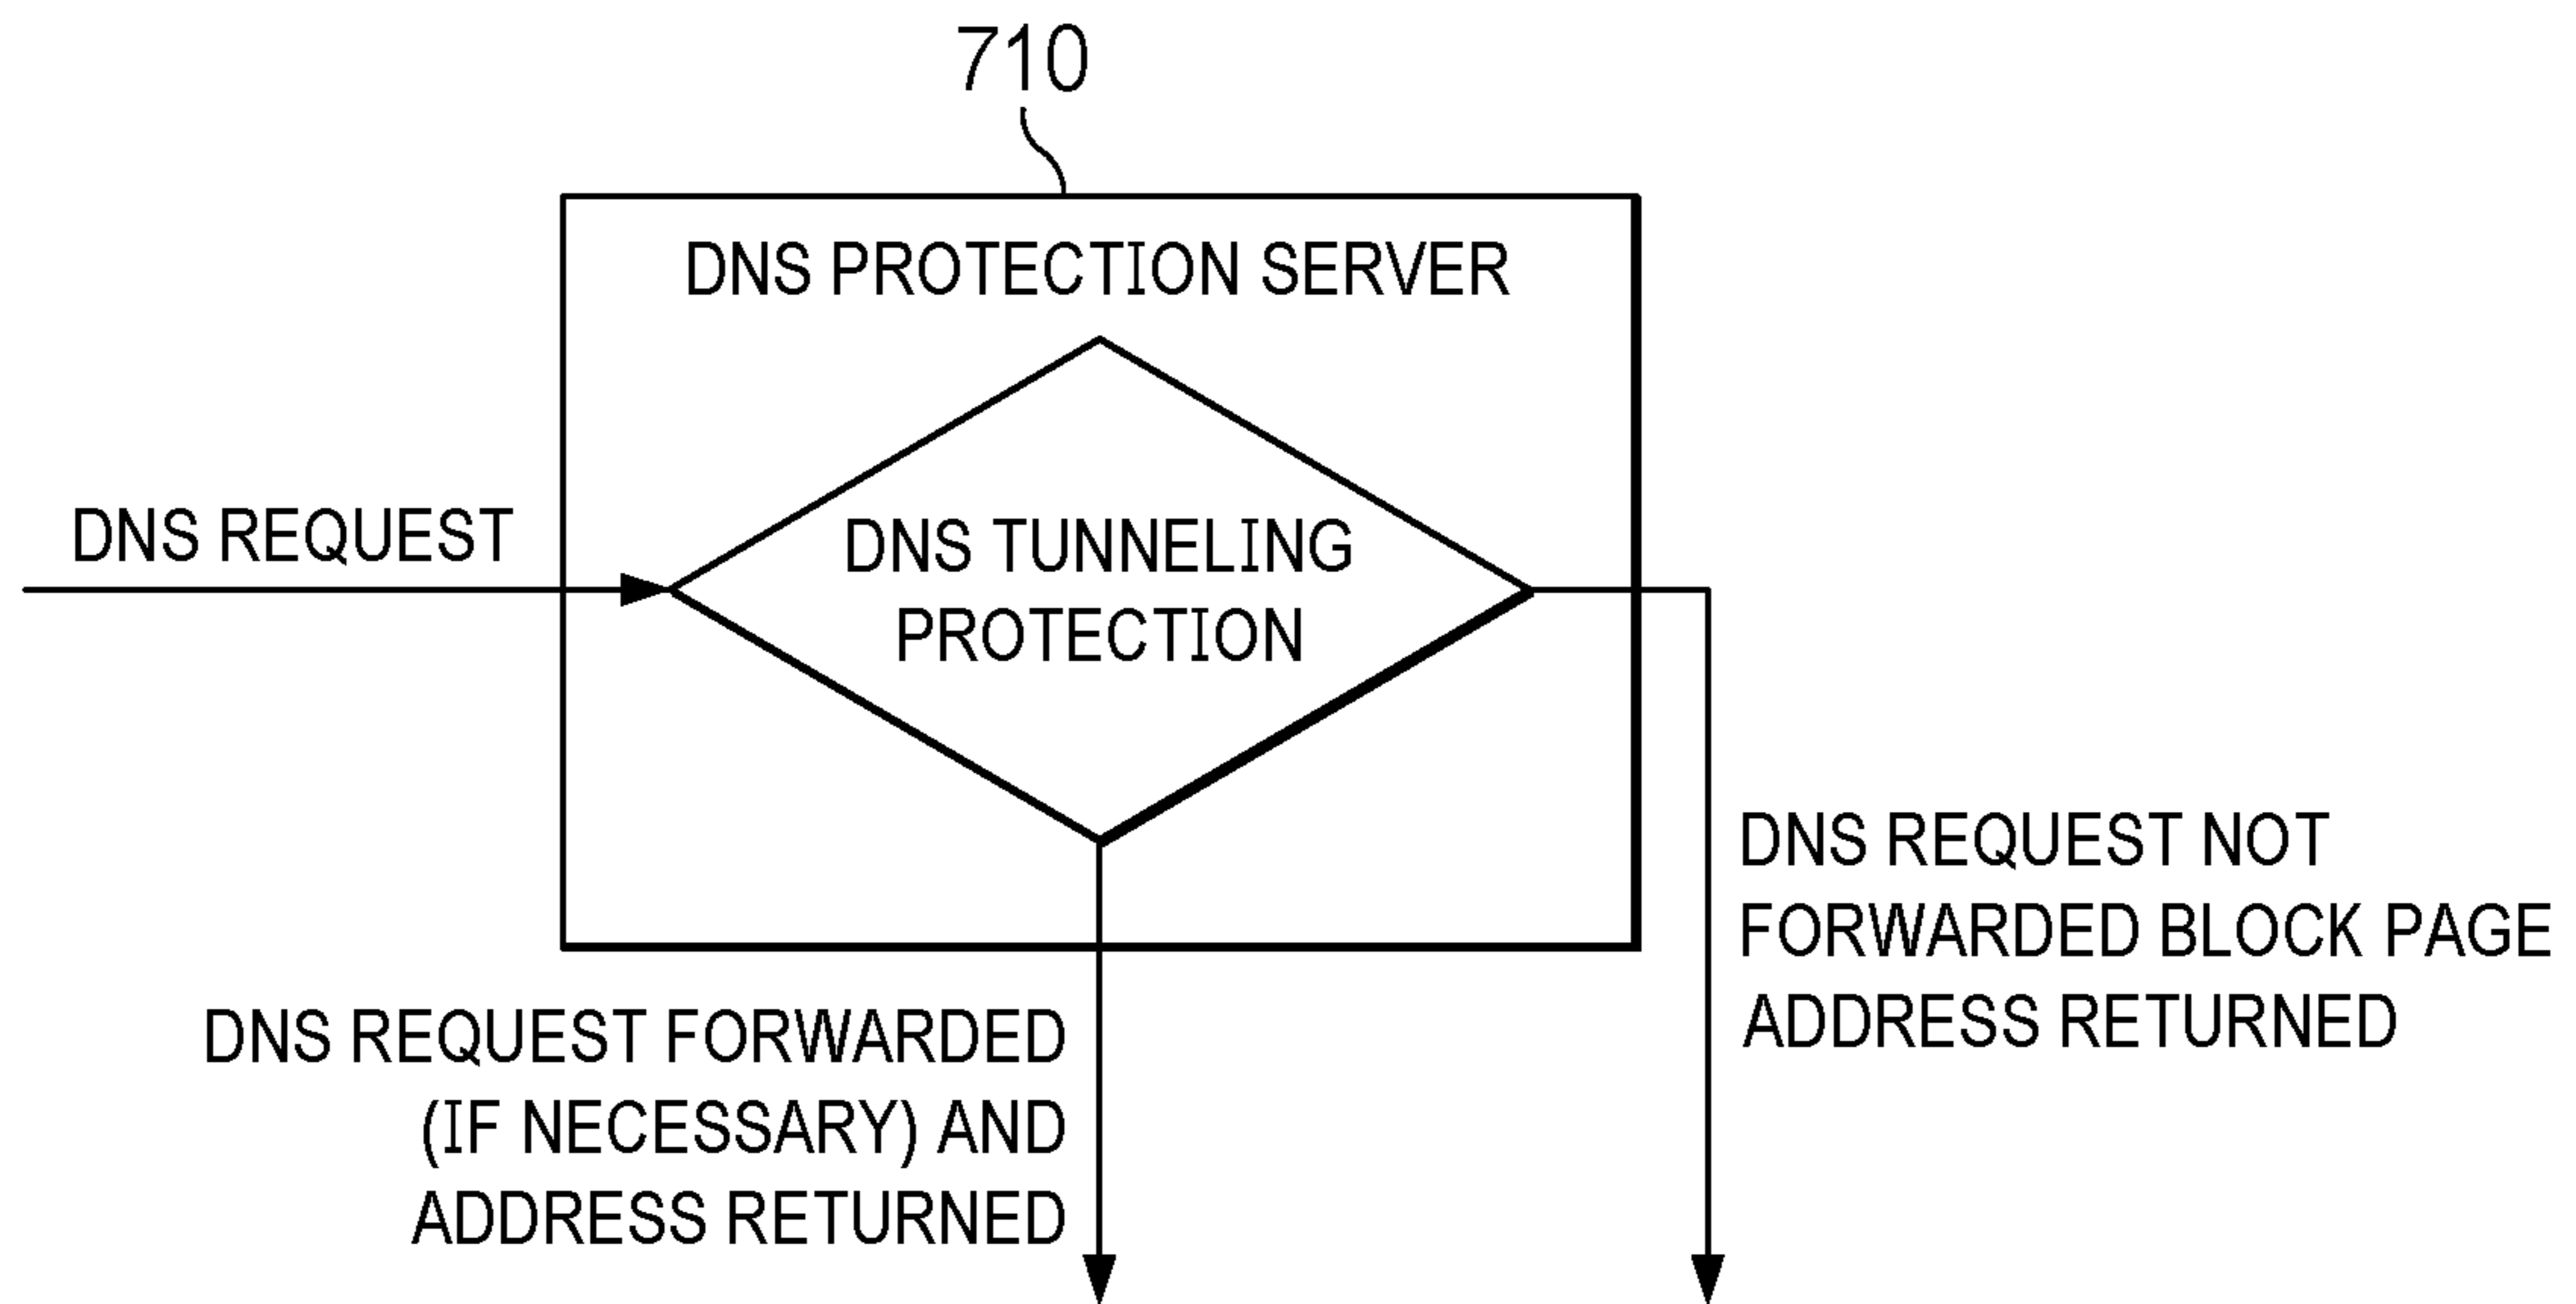 710
DNS PROTECTION SERVER
DNS REQUEST
DNS TUNNELING
PROTECTION
DNS REQUEST NOT
FORWARDED BLOCK PAGE
ADDRESS RETURNED
DNS REQUEST FORWARDED
(IF NECESSARY) AND
ADDRESS RETURNED